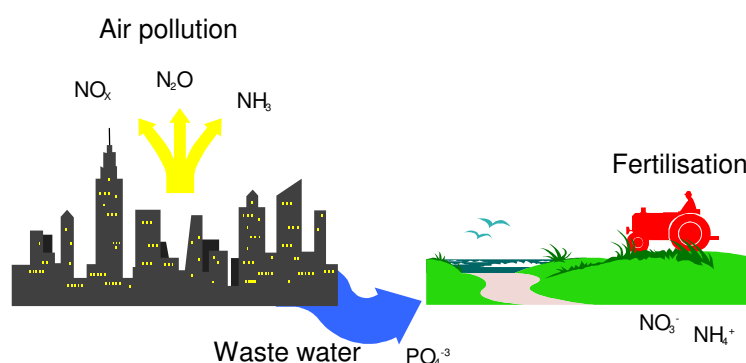 Air pollution
NOₓ
N₂O
NH₃
Fertilisation
NO₃⁻
NH₄⁺
Waste water
PO₄⁻³